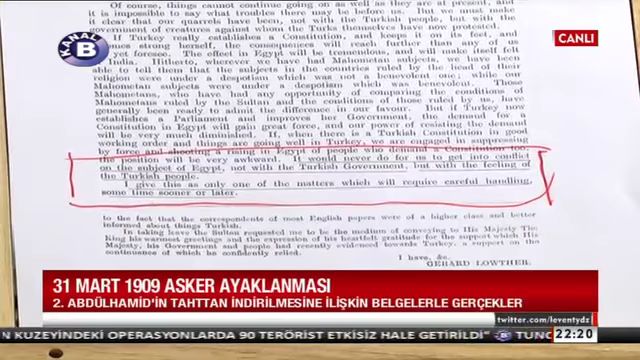 Of course, things cannot continue going on as well as they are at present, and
it is impossible to say what troubles there may be before us. But we must make
it clear that our quarrels have been, not with the Turkish people, but with the
government of creatures against whom the Turks themselves have now protested.
If Turkey really establishes a Constitution, and keeps it on its feet, and
comes strong herself, the consequences will reach further than any of us
yet foresee. The effect in Egypt will be tremendous, and will make itself felt
India. Hitherto, wherever we have had Mahometan subjects, we have been
able to tell them that the subjects in the countries ruled by the head of their
religion were under a despotism which was not a benevolent one; while our
Mahometan subjects were under a despotism which was benevolent. Those
Mahometans, who have had any opportunity of comparing the conditions of
Mahometans ruled by the Sultan and the conditions of those ruled by us, have
generally been ready to admit the difference in our favour. But if Turkey now
establishes a Parliament and improves her Government, the demand for a
Constitution in Egypt will gain great force, and our power of resisting the demand
will be very much diminished. If, when there is a Turkish Constitution in good
working order and things are going well in Turkey, we are engaged in suppressing
by force and shooting a rising in Egypt of people who demand a Constitution too,
the position will be very awkward. It would never do for us to get into conflict
on the subject of Egypt, not with the Turkish Government, but with the feeling of
the Turkish people.
I give this as only one of the matters which will require careful handling,
some time sooner or later.
to the fact that the correspondents of most English papers were of a higher class and better
informed about things Turkish.
In taking leave the Sultan requested me to be the medium of conveying to His Majesty The
King his warmest greetings and the expression of his heartfelt gratitude for the support which His
Majesty, his Government and people had recently evidenced towards Turkey, a support on the
continuance of which he confidently relied.
I have, &c.
GERARD LOWTHER.
KANAL B
CANLI
31 MART 1909 ASKER AYAKLANMASI
2. ABDÜLHAMİD'İN TAHTTAN İNDİRİLMESİNE İLİŞKİN BELGELERLE GERÇEKLER
twitter.com/leventydz
N KUZEYİNDEKİ OPERASYONLARDA 90 TERÖRİST ETKİSİZ HALE GETİRİLDİ B TUNC
22:20